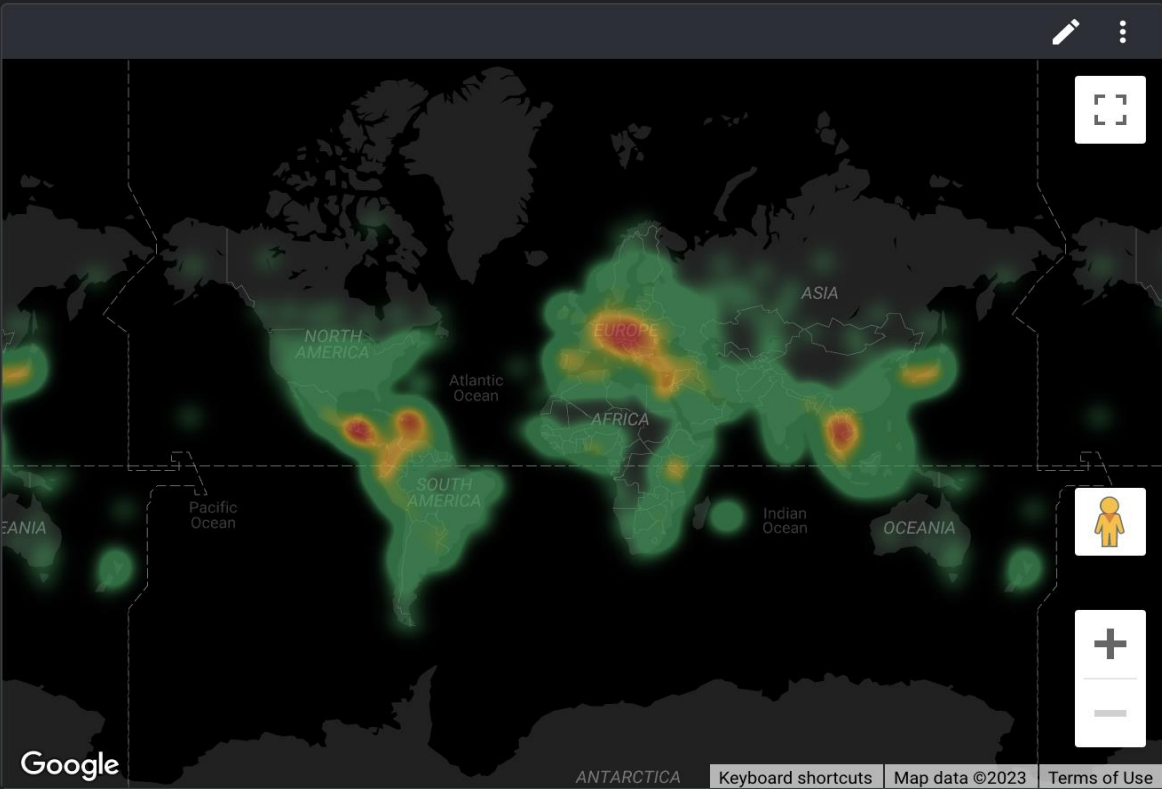 ASIA
NORTH
AMERICA
EUROPE
Atlantic
Ocean
AFRICA
SOUTH
AMERICA
Pacific
Ocean
Indian
Ocean
EANIA
OCEANIA
Google
ANTARCTICA
Keyboard shortcuts
Map data ©2023
Terms of Use